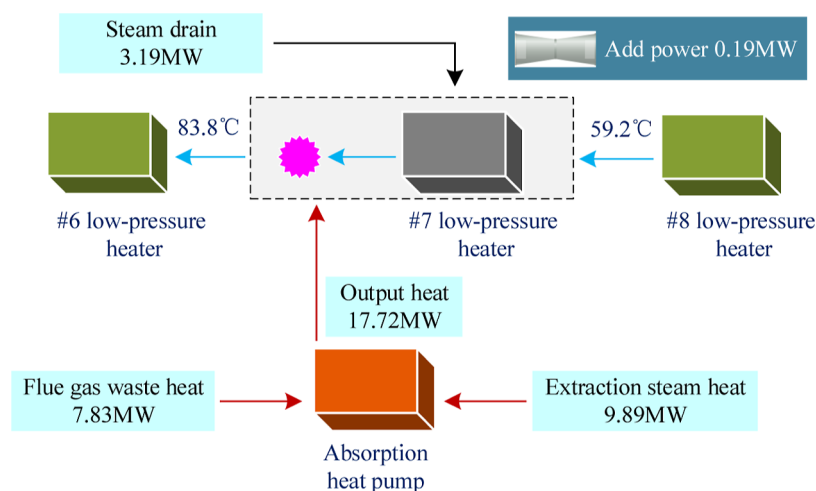 Steam drain
3.19MW
Add power 0.19MW
83.8℃
59.2℃
#6 low-pressure
heater
#7 low-pressure
heater
#8 low-pressure
heater
Output heat
17.72MW
Flue gas waste heat
7.83MW
Extraction steam heat
9.89MW
Absorption
heat pump